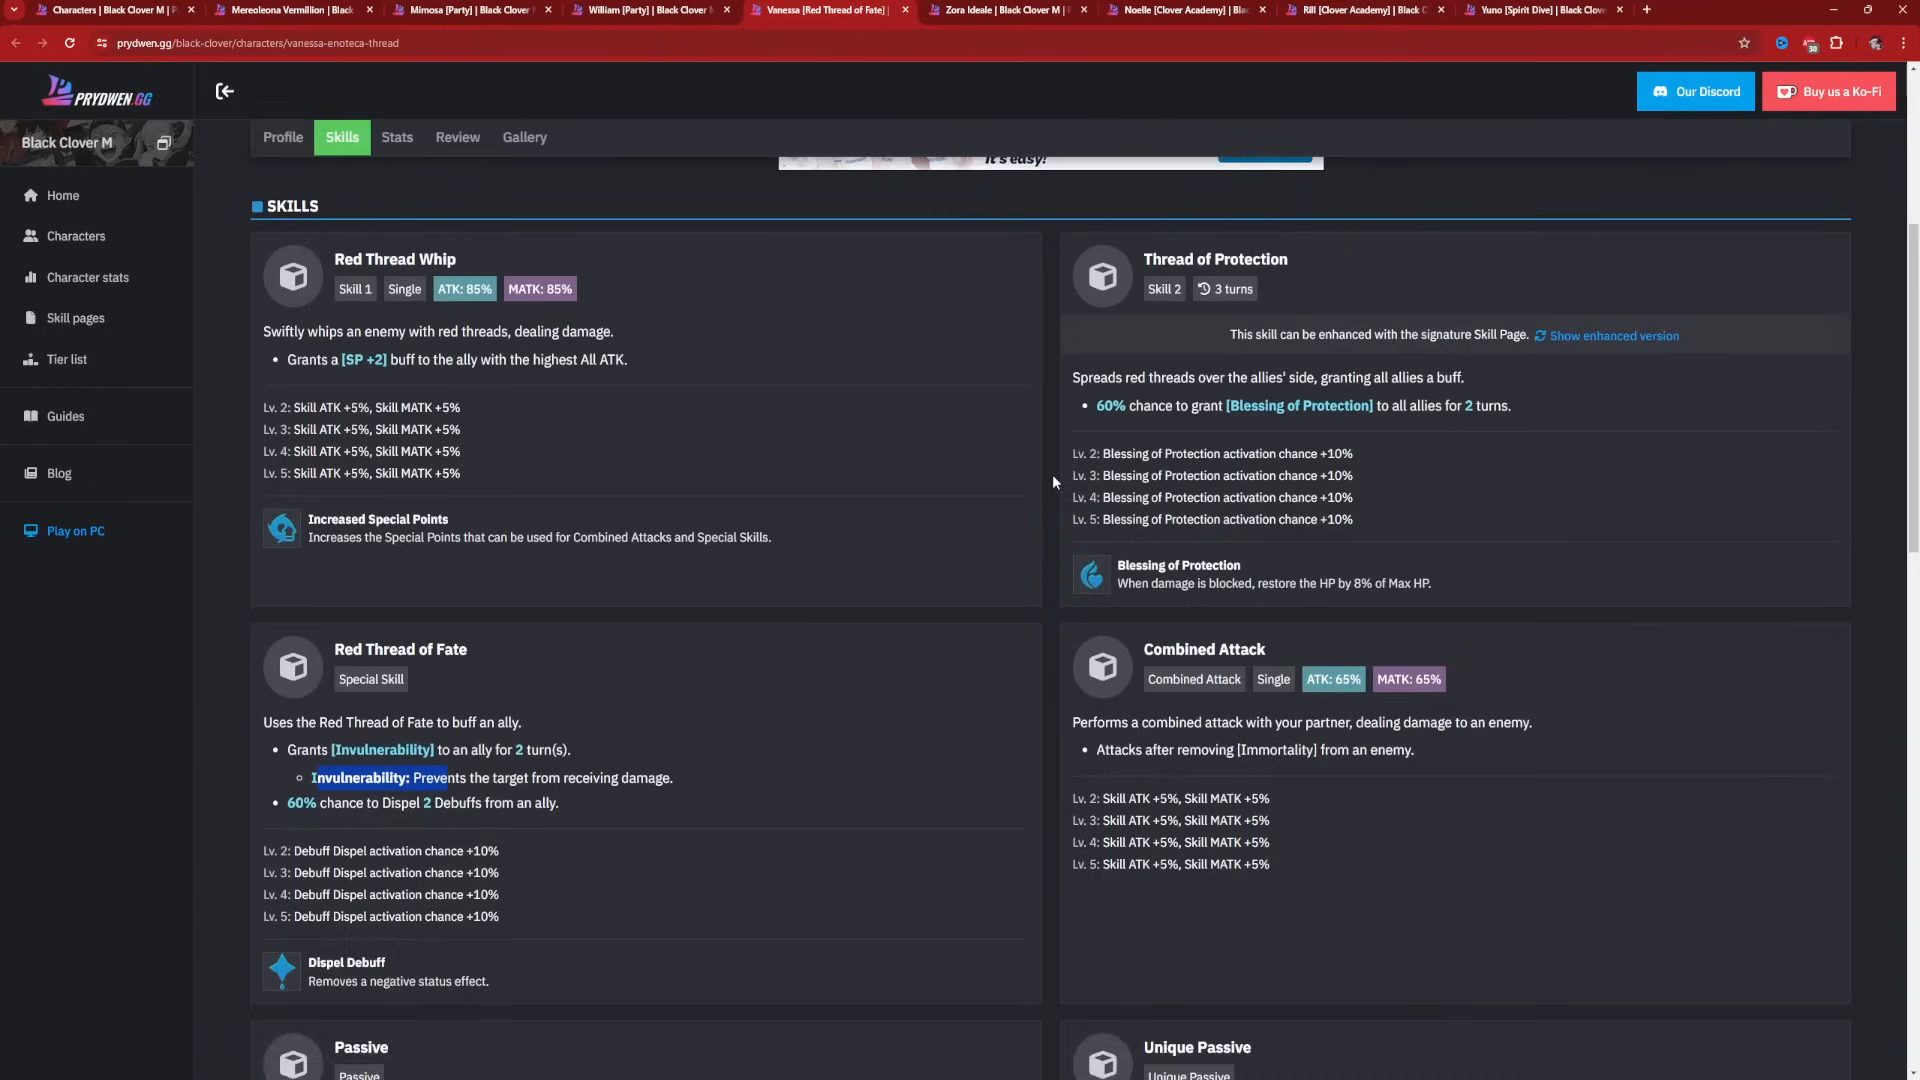 Characters | Black Clover M | P
Mereoleona Vermillion | Black
Mimosa [Party] | Black Clover
William [Party] | Black Clover
Vanessa [Red Thread of Fate] |
Zora Ideale | Black Clover M |
Noelle [Clover Academy] | Bla
Rill [Clover Academy] | Black C
Yuno [Spirit Dive] | Black Clove
prydwen.gg/black-clover/characters/vanessa-enoteca-thread
30
PRYDWEN.GG
Our Discord
Buy us a Ko-Fi
Black Clover M
Profile
Skills
Stats
Review
Gallery
It's easy!
Home
Characters
Character stats
Skill pages
Tier list
Guides
Blog
Play on PC
SKILLS
Red Thread Whip
Skill 1 Single ATK: 85% MATK: 85%
Swiftly whips an enemy with red threads, dealing damage.
• Grants a [SP +2] buff to the ally with the highest All ATK.
Lv. 2: Skill ATK +5%, Skill MATK +5%
Lv. 3: Skill ATK +5%, Skill MATK +5%
Lv. 4: Skill ATK +5%, Skill MATK +5%
Lv. 5: Skill ATK +5%, Skill MATK +5%
Increased Special Points
Increases the Special Points that can be used for Combined Attacks and Special Skills.
Thread of Protection
Skill 2 3 turns
This skill can be enhanced with the signature Skill Page. Show enhanced version
Spreads red threads over the allies' side, granting all allies a buff.
• 60% chance to grant [Blessing of Protection] to all allies for 2 turns.
Lv. 2: Blessing of Protection activation chance +10%
Lv. 3: Blessing of Protection activation chance +10%
Lv. 4: Blessing of Protection activation chance +10%
Lv. 5: Blessing of Protection activation chance +10%
Blessing of Protection
When damage is blocked, restore the HP by 8% of Max HP.
Red Thread of Fate
Special Skill
Uses the Red Thread of Fate to buff an ally.
• Grants [Invulnerability] to an ally for 2 turn(s).
Invulnerability: Prevents the target from receiving damage.
• 60% chance to Dispel 2 Debuffs from an ally.
Lv. 2: Debuff Dispel activation chance +10%
Lv. 3: Debuff Dispel activation chance +10%
Lv. 4: Debuff Dispel activation chance +10%
Lv. 5: Debuff Dispel activation chance +10%
Dispel Debuff
Removes a negative status effect.
Combined Attack
Combined Attack Single ATK: 65% MATK: 65%
Performs a combined attack with your partner, dealing damage to an enemy.
• Attacks after removing [Immortality] from an enemy.
Lv. 2: Skill ATK +5%, Skill MATK +5%
Lv. 3: Skill ATK +5%, Skill MATK +5%
Lv. 4: Skill ATK +5%, Skill MATK +5%
Lv. 5: Skill ATK +5%, Skill MATK +5%
Passive
Passive
Unique Passive
Unique Passive